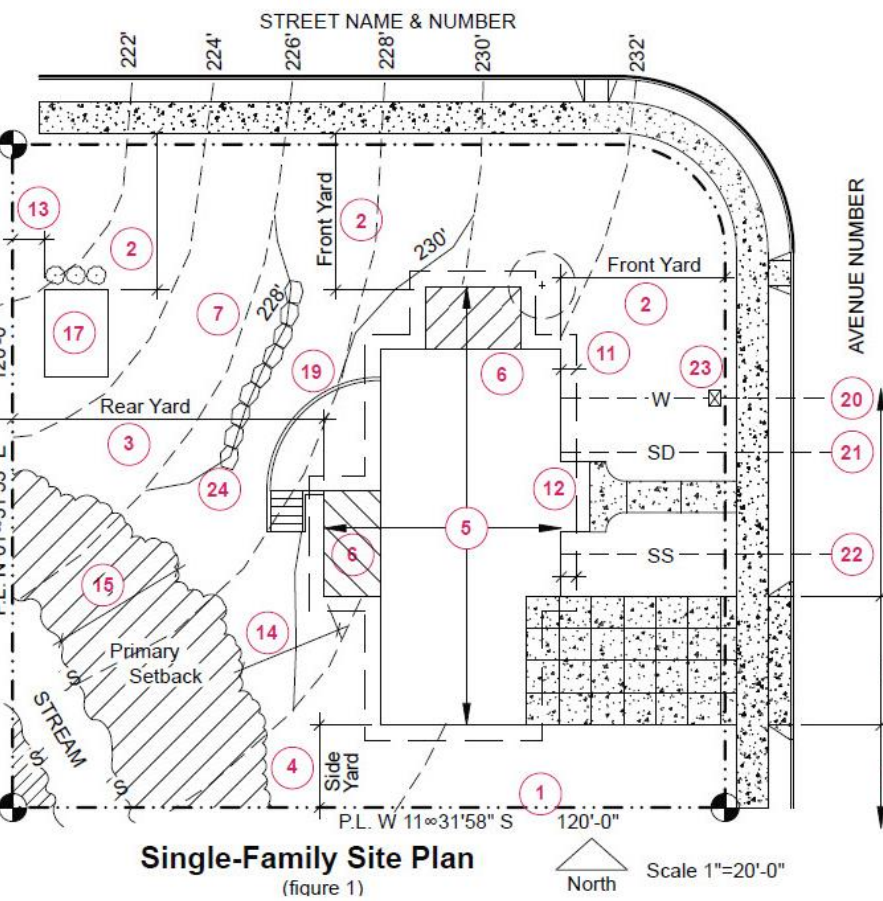 STREET NAME & NUMBER
222'
224'
226'
228'
230'
232'
13
2
Front Yard
2
230'
Front Yard
2
AVENUE NUMBER
17
7
228'
19
6
11
23
W
20
Rear Yard
3
24
SD
21
12
5
6
SS
22
15
14
Primary
Setback
STREAM
S
S
S
S
4
Side
Yard
1
P.L. W 11∞31'58" S 120'-0"
Single-Family Site Plan
(figure 1)
North
Scale 1"=20'-0"